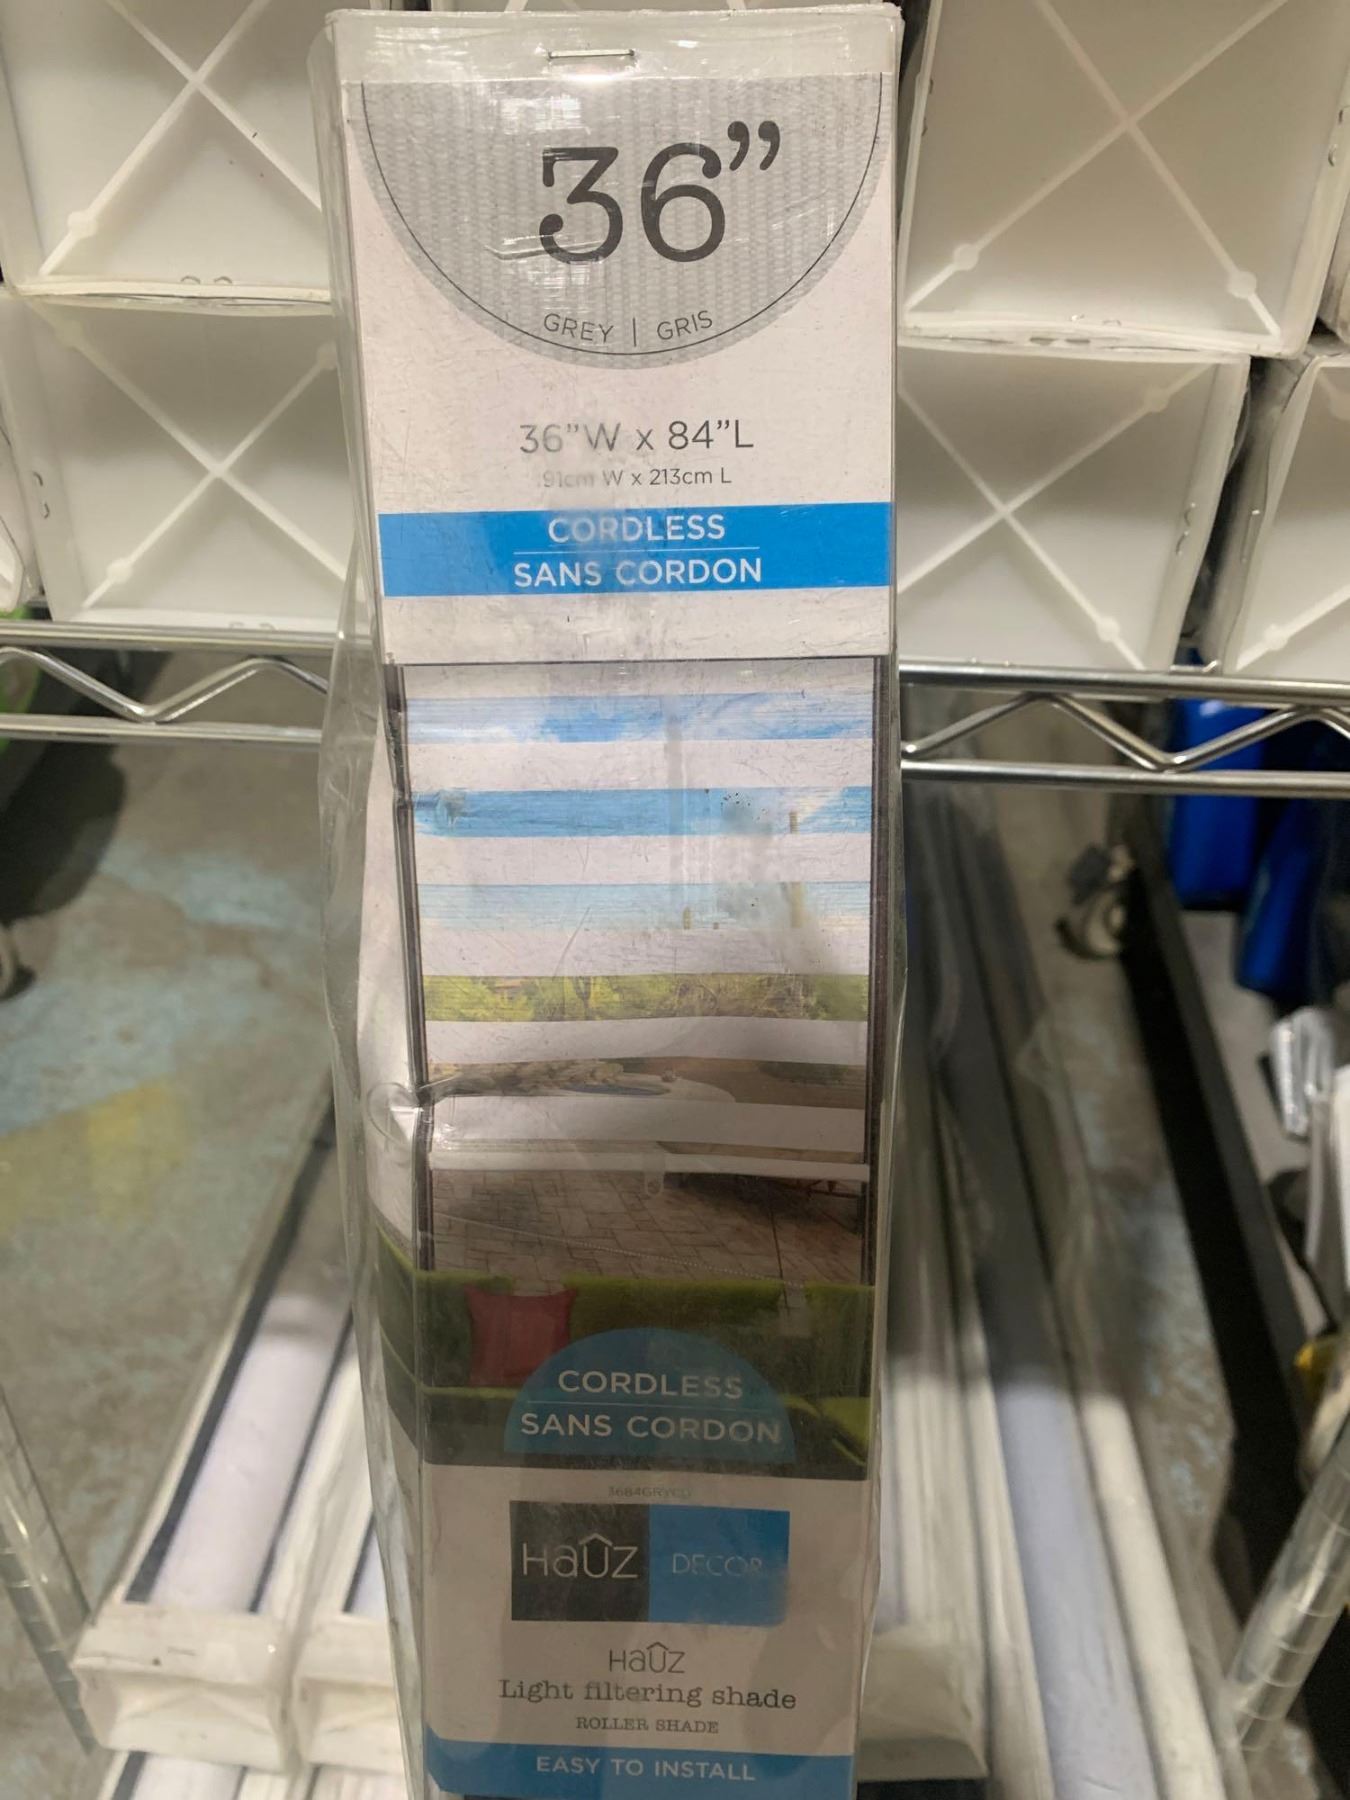 36”
GREY | GRIS
36”W x 84”L
91cm W x 213cm L
CORDLESS
SANS CORDON
CORDLESS
SANS CORDON
3684GRYCD
HaUZ DECOR
HaUZ
Light filtering shade
ROLLER SHADE
EASY TO INSTALL